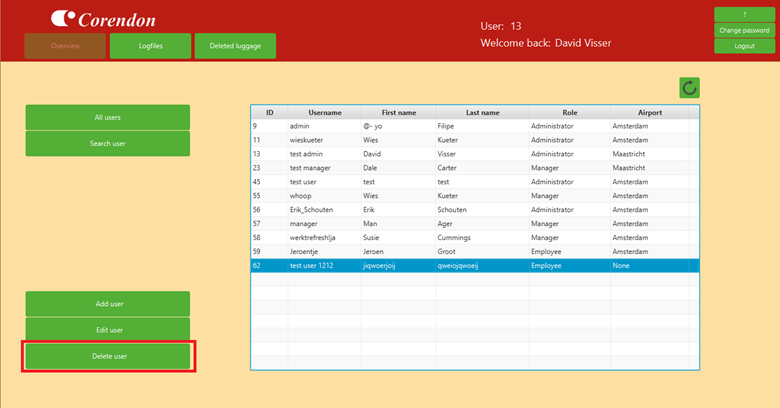 Corendon
User: 13
Welcome back: David Visser
?
Change password
Logout
Overview
Logfiles
Deleted luggage
All users
Search user
Add user
Edit user
Delete user
ID Username First name Last name Role Airport
9 admin @- yo Filipe Administrator Amsterdam
11 wieskueter Wies Kueter Administrator Amsterdam
13 test admin David Visser Administrator Maastricht
23 test manager Dale Carter Manager Maastricht
45 test user test test Administrator Amsterdam
55 whoop Wies Kueter Manager Amsterdam
56 Erik_Schouten Erik Schouten Administrator Amsterdam
57 manager Man Ager Manager Amsterdam
58 werktrefresh!ja Susie Cummings Manager Amsterdam
59 Jeroentje Jeroen Groot Employee Amsterdam
62 test user 1212 jiqwoerjoij qweiojqwoeij Employee None